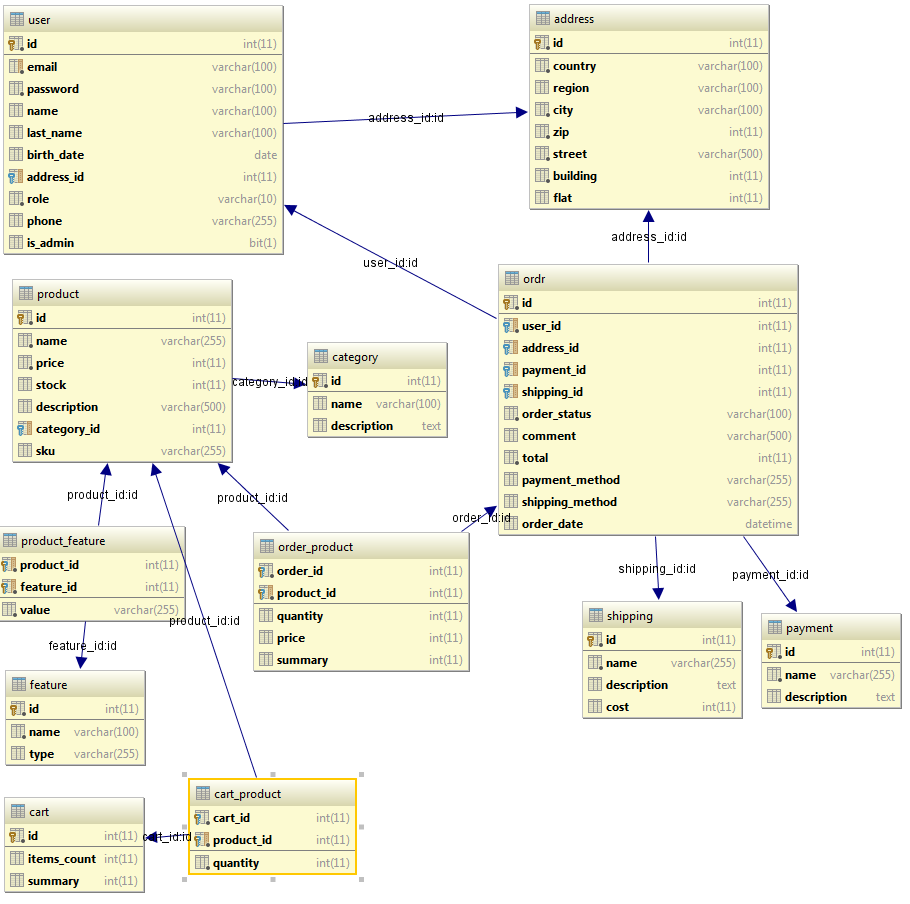 user
id int(11)
email varchar(100)
password varchar(100)
name varchar(100)
last_name varchar(100)
birth_date date
address_id int(11)
role varchar(10)
phone varchar(255)
is_admin bit(1)
address_id:id
address
id int(11)
country varchar(100)
region varchar(100)
city varchar(100)
zip int(11)
street varchar(500)
building int(11)
flat int(11)
user_id:id
address_id:id
ordr
id int(11)
user_id int(11)
address_id int(11)
payment_id int(11)
shipping_id int(11)
order_status varchar(100)
comment varchar(500)
total int(11)
payment_method varchar(255)
shipping_method varchar(255)
order_date datetime
product
id int(11)
name varchar(255)
price int(11)
stock int(11)
description varchar(500)
category_id int(11)
sku varchar(255)
category_id:id
category
id int(11)
name varchar(100)
description text
product_id:id
product_id:id
order_id:id
product_feature
product_id int(11)
feature_id int(11)
value varchar(255)
product_id:id
order_product
order_id int(11)
product_id int(11)
quantity int(11)
price int(11)
summary int(11)
shipping_id:id
payment_id:id
shipping
id int(11)
name varchar(255)
description text
cost int(11)
payment
id int(11)
name varchar(255)
description text
feature_id:id
feature
id int(11)
name varchar(100)
type varchar(255)
cart
id int(11)
items_count int(11)
summary int(11)
cart_id:id
cart_product
cart_id int(11)
product_id int(11)
quantity int(11)